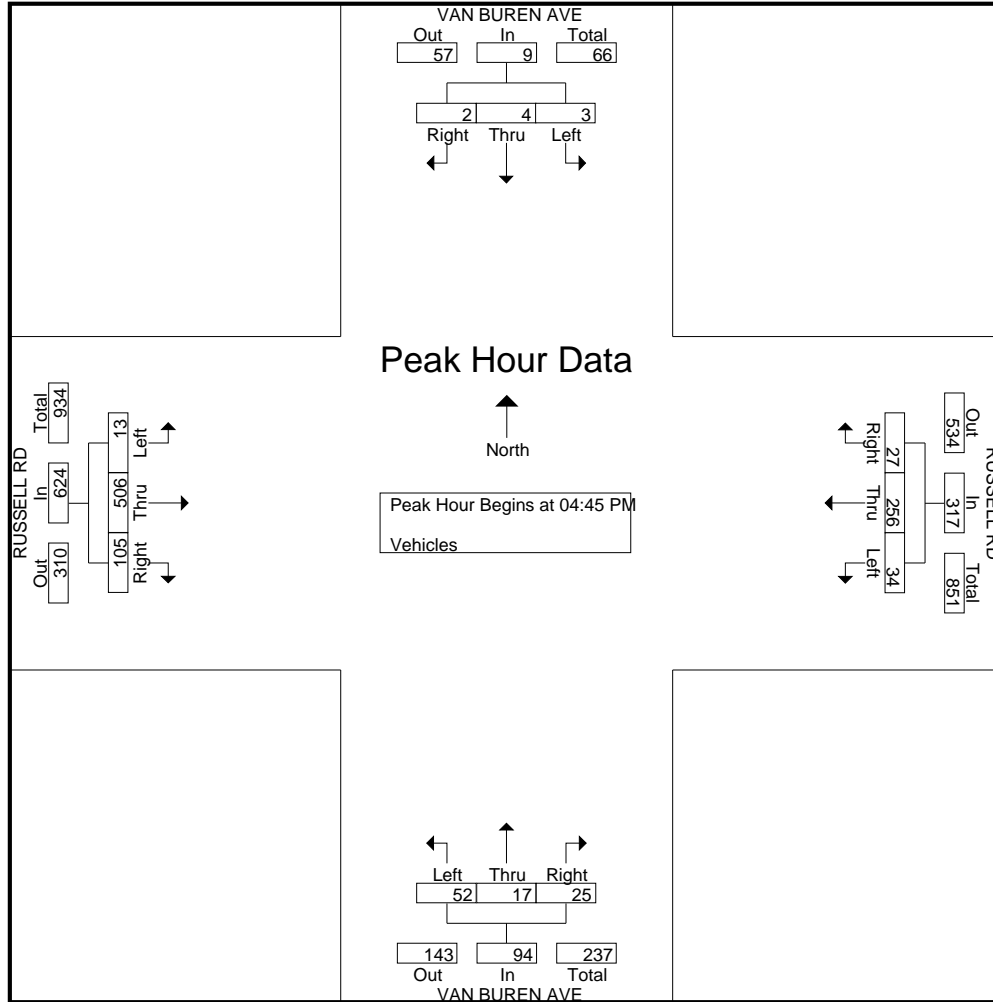 VAN BUREN AVE
Out In Total
57 9 66
2 4 3
Right Thru Left
Peak Hour Data
North
Peak Hour Begins at 04:45 PM
Vehicles
RUSSELL RD
Out In Total
310 624 934
105 506 13
Right Thru Left
RUSSELL RD
Out In Total
534 317 851
27 256 34
Right Thru Left
Left Thru Right
52 17 25
143 94 237
Out In Total
VAN BUREN AVE